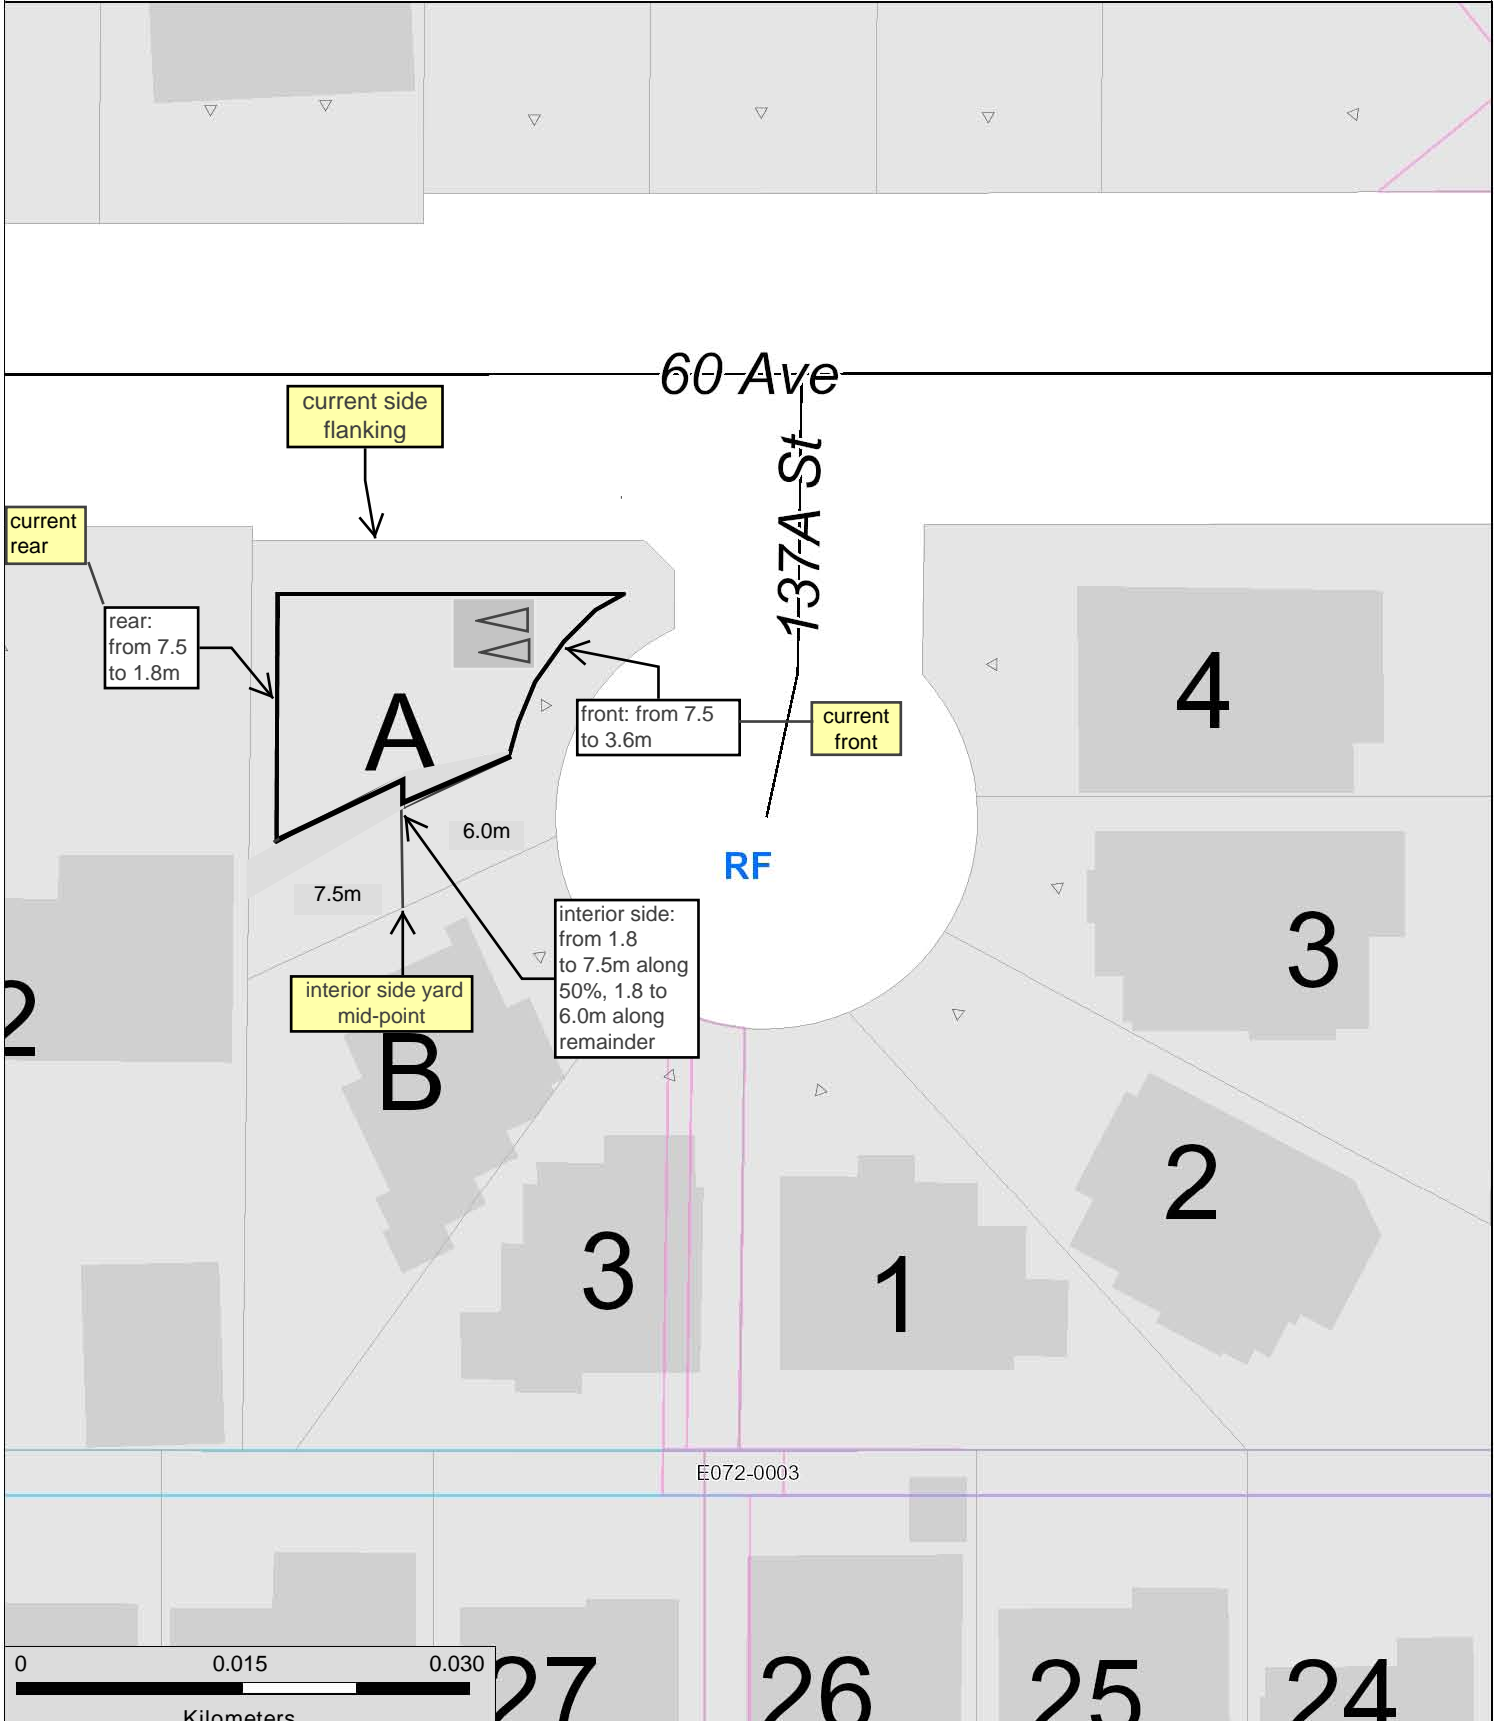 60 Ave
current side
flanking
137A St
current
rear
rear:
from 7.5
to 1.8m
A
4
front: from 7.5
to 3.6m
current
front
6.0m
RF
7.5m
interior side:
from 1.8
to 7.5m along
50%, 1.8 to
6.0m along
remainder
3
interior side yard
mid-point
2
B
2
3
1
E072-0003
0 0.015 0.030
Kilometers
27
26
25
24